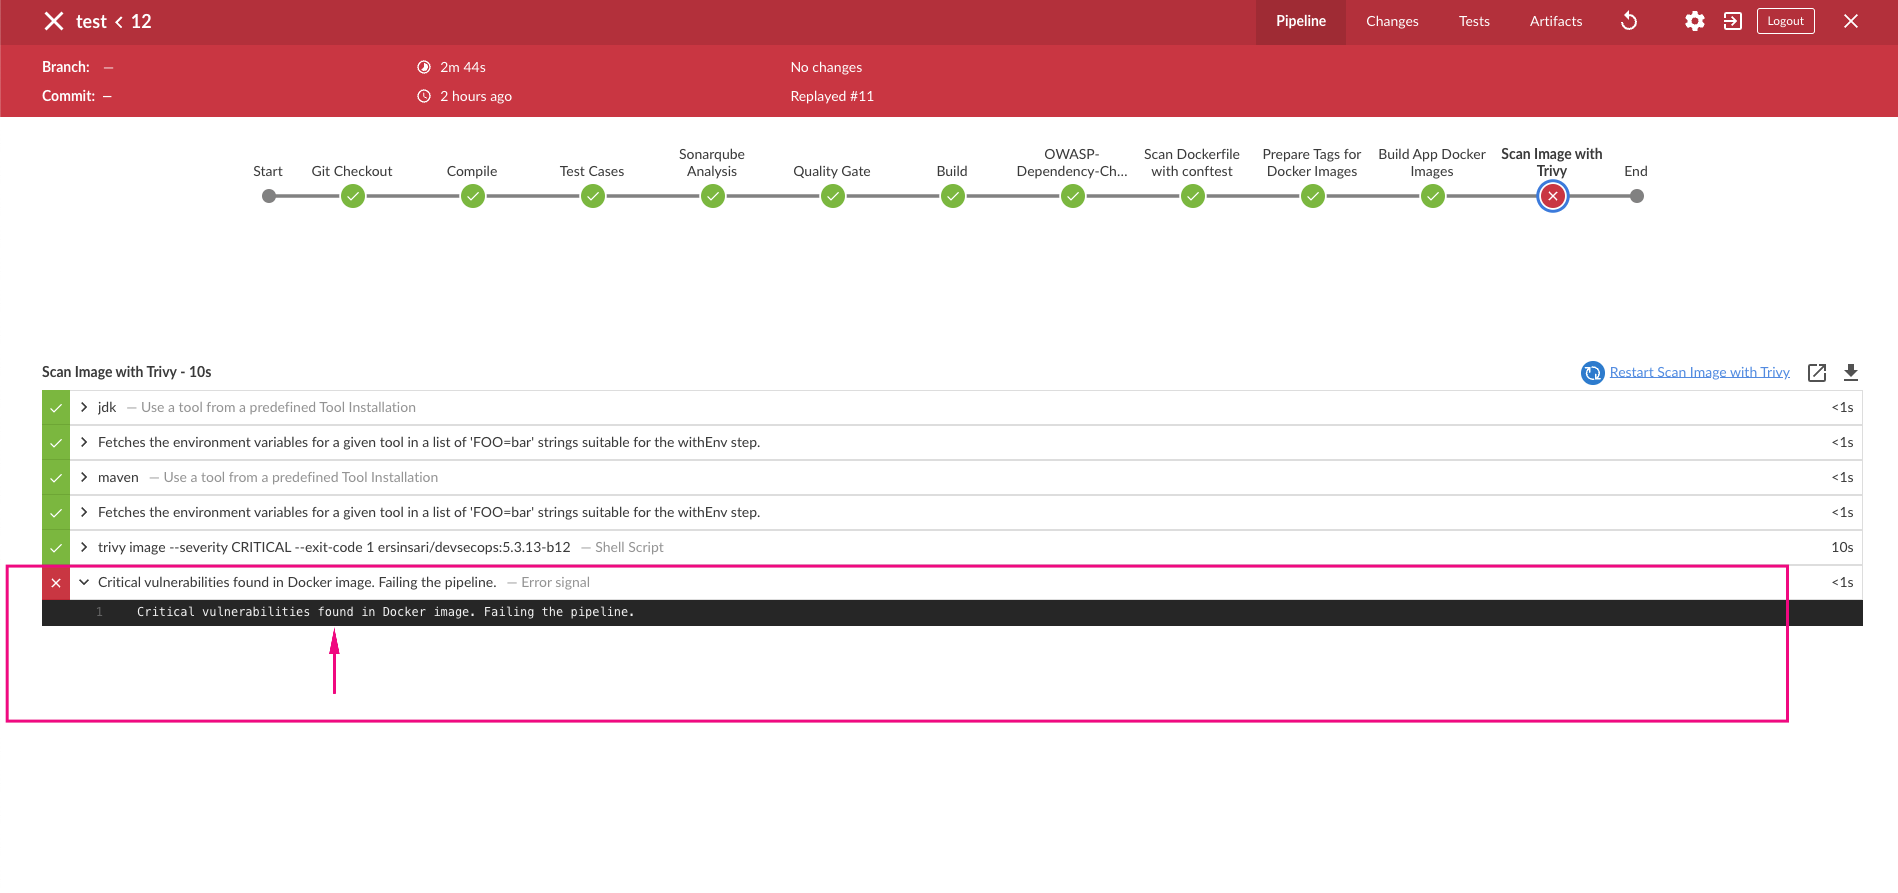 test < 12
Pipeline
Changes
Tests
Artifacts
Logout
Branch: —
2m 44s
No changes
Commit: —
2 hours ago
Replayed #11
Start
Git Checkout
Compile
Test Cases
Sonarqube
Analysis
Quality Gate
Build
OWASP-
Dependency-Ch...
Scan Dockerfile
with conftest
Prepare Tags for
Docker Images
Build App Docker
Images
Scan Image with
Trivy
End
Scan Image with Trivy - 10s
Restart Scan Image with Trivy
jdk — Use a tool from a predefined Tool Installation <1s
Fetches the environment variables for a given tool in a list of 'FOO=bar' strings suitable for the withEnv step. <1s
maven — Use a tool from a predefined Tool Installation <1s
Fetches the environment variables for a given tool in a list of 'FOO=bar' strings suitable for the withEnv step. <1s
trivy image --severity CRITICAL --exit-code 1 ersinsari/devsecops:5.3.13-b12 — Shell Script 10s
Critical vulnerabilities found in Docker image. Failing the pipeline. — Error signal <1s
1 Critical vulnerabilities found in Docker image. Failing the pipeline.